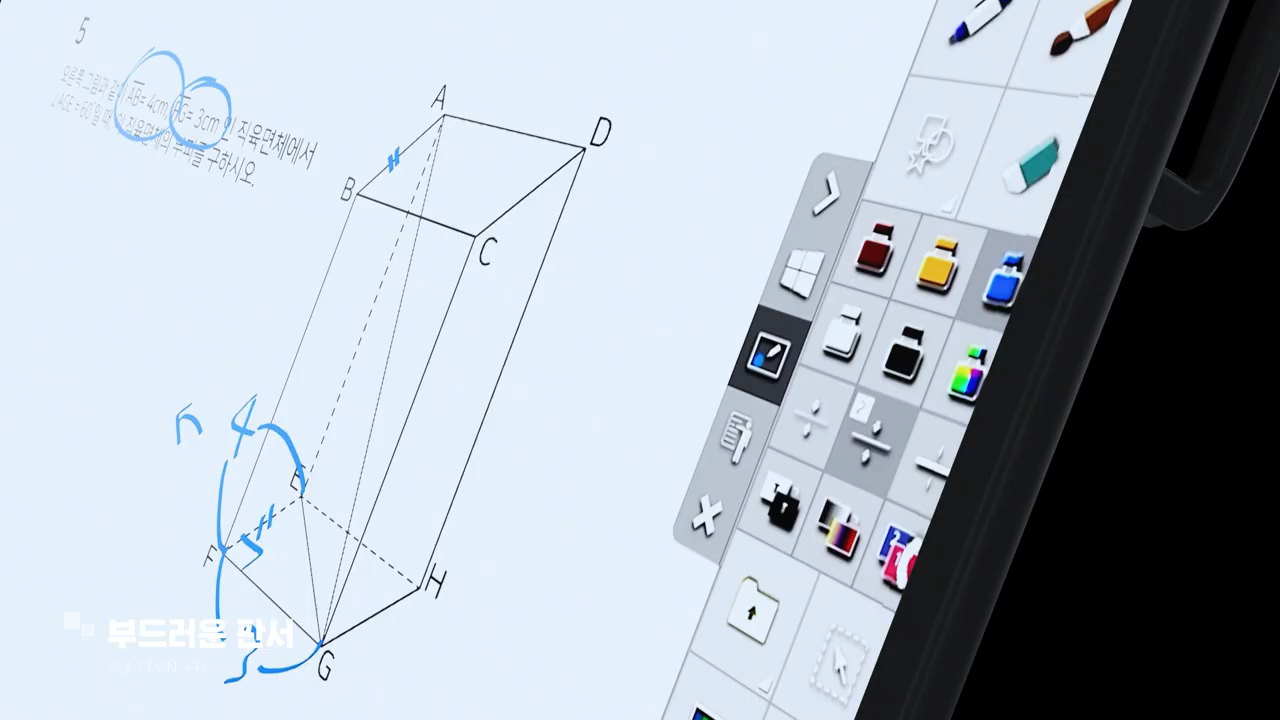 5
오른쪽 그림과 같이 AB= 4cm, FG= 3cm 인 직육면체에서
∠AGE = 60°일 때, 이 직육면체의 부피를 구하시오.
A
D
B
C
4
E
F
H
부드러운 판서
3
G